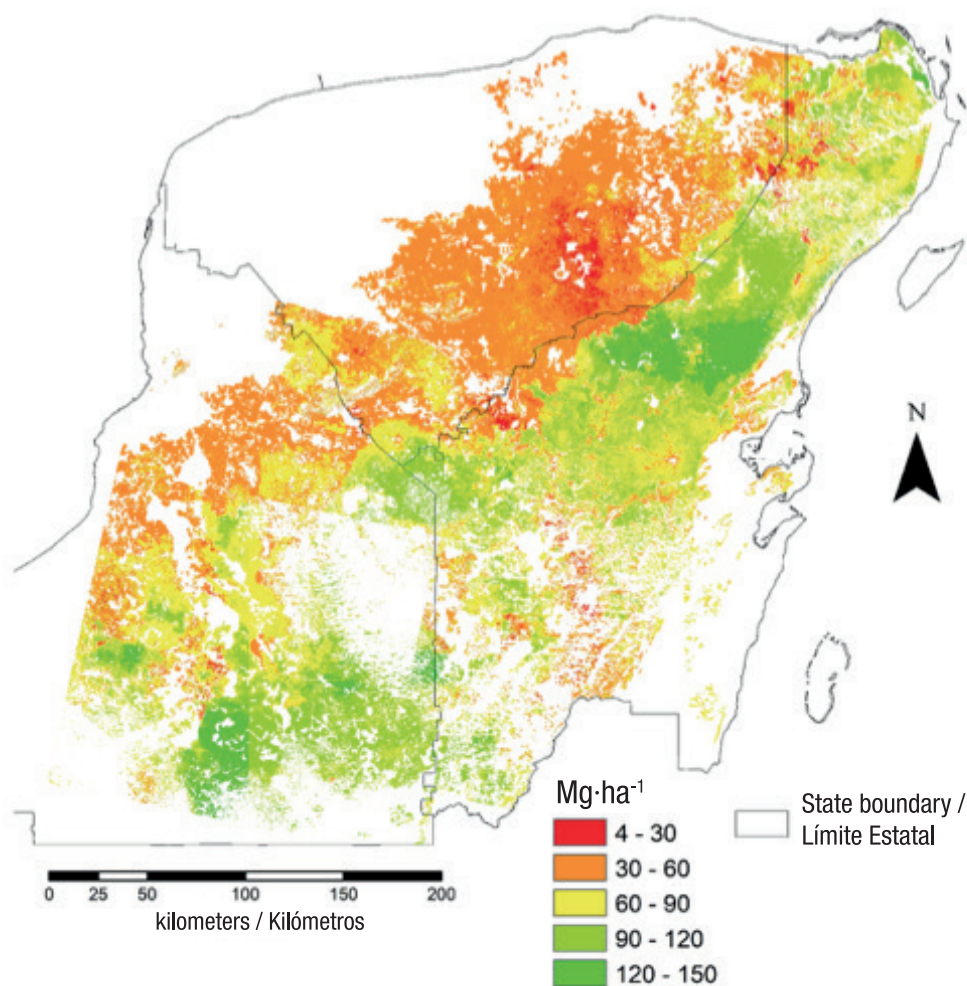 N
Mg·ha⁻¹
4 - 30
30 - 60
60 - 90
90 - 120
120 - 150
State boundary /
Límite Estatal
0 25 50 100 150 200
kilometers / Kilómetros